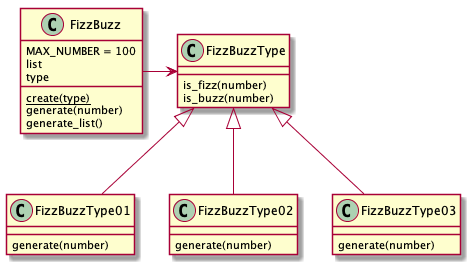 C FizzBuzz
MAX_NUMBER = 100
list
type
create(type)
generate(number)
generate_list()
C FizzBuzzType
is_fizz(number)
is_buzz(number)
C FizzBuzzType01
generate(number)
C FizzBuzzType02
generate(number)
C FizzBuzzType03
generate(number)